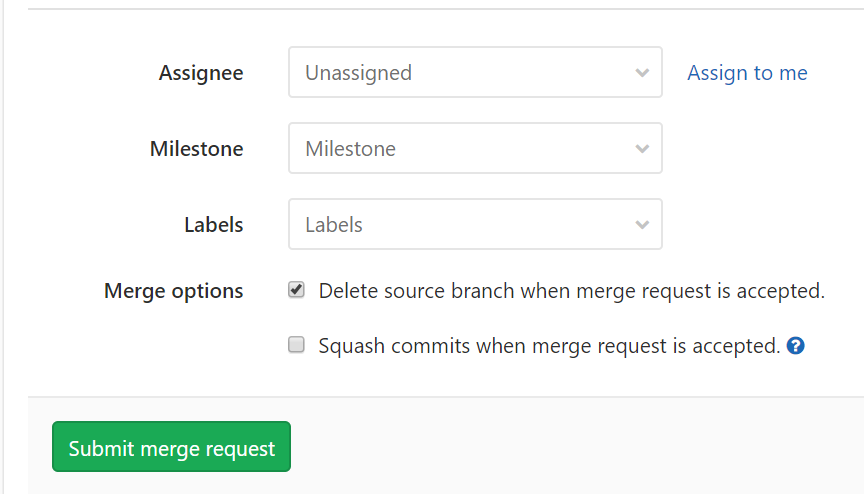 Assignee Unassigned Assign to me
Milestone Milestone
Labels Labels
Merge options Delete source branch when merge request is accepted.
Squash commits when merge request is accepted. ?
Submit merge request